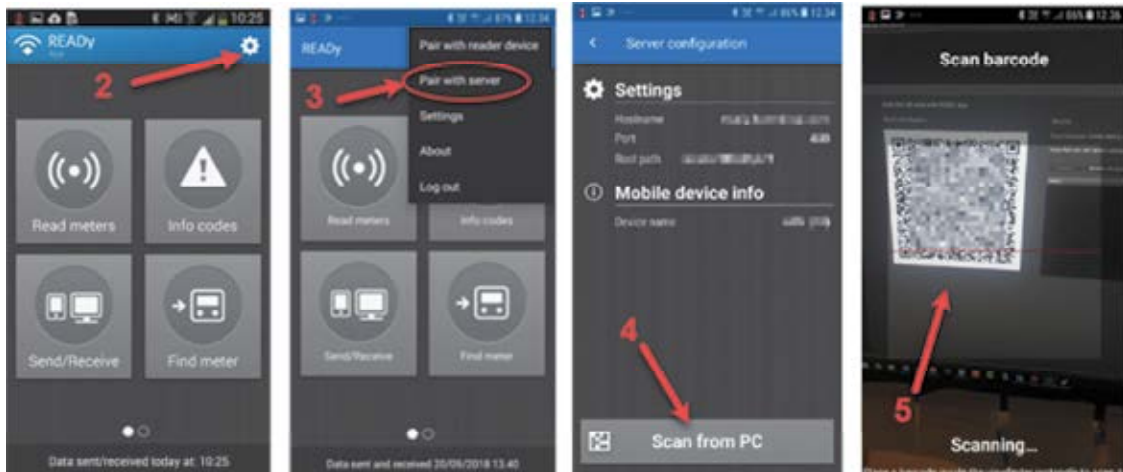 10:25
READy
2
Read meters
Info codes
Send/Receive
Find meter
Data sent/received today at: 10:25
87% 12.34
READy
Pair with reader device
3
Pair with server
Settings
About
Log out
Read meters
Info codes
Send/Receive
Find meter
Data sent and received 20/09/2018 13.40
12.34
Server configuration
Settings
Hostname
Port
Root path
Mobile device info
Device name
4
Scan from PC
12.36
Scan barcode
5
Scanning...